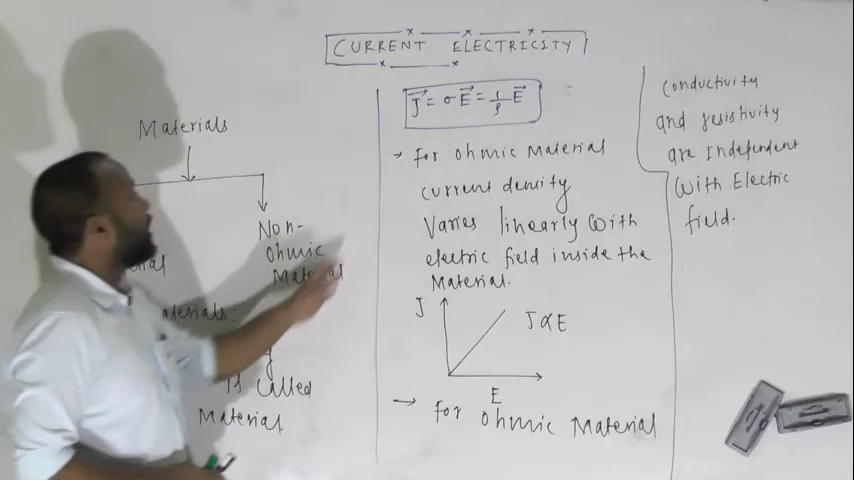 CURRENT ELECTRICITY
Materials
Non-
Ohmic
Material
is called
Material.
J⃗ = σ E⃗ = 1/ρ E⃗
→ For Ohmic Material
current density
Varies linearly with
electric field inside the
Material.
J
J ∝ E
E
→ For Ohmic Material
conductivity
and resistivity
are Independent
With Electric
field.